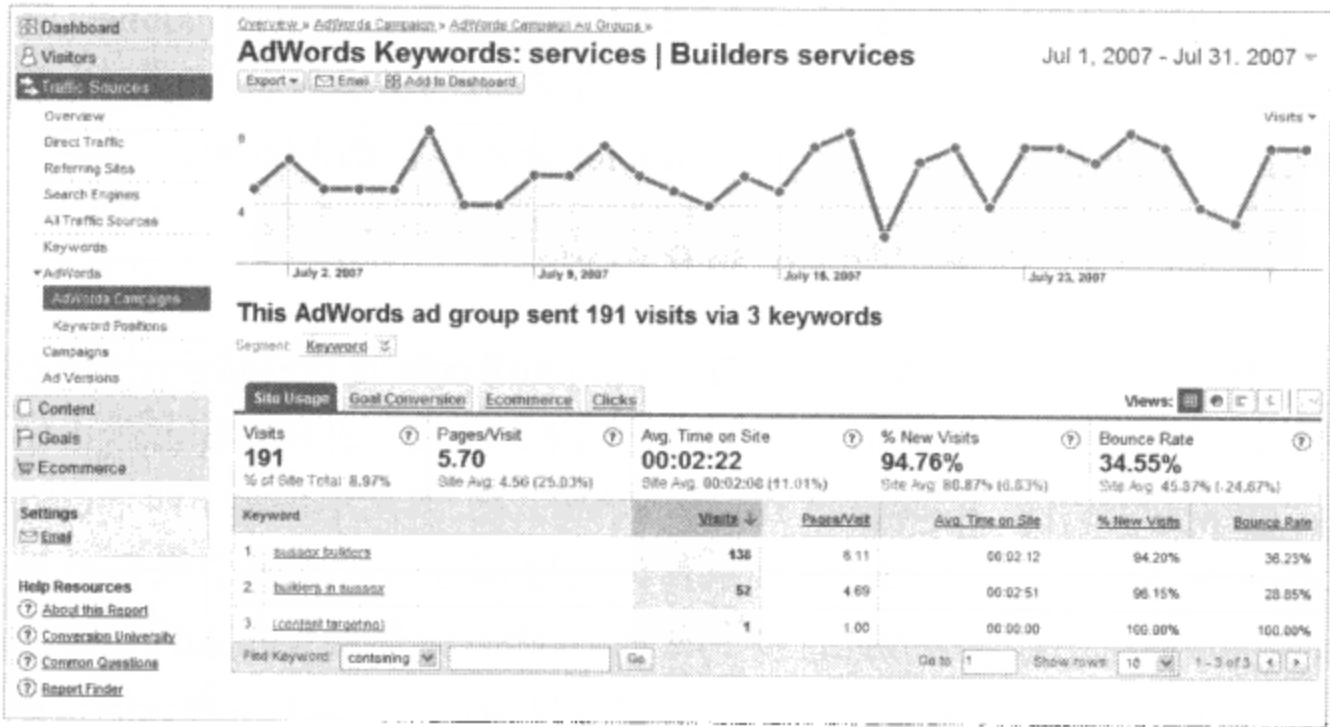 Dashboard
Visitors
Traffic Sources
Overview
Direct Traffic
Referring Sites
Search Engines
All Traffic Sources
Keywords
AdWords
AdWords Campaigns
Keyword Positions
Campaigns
Ad Versions
Content
Goals
Ecommerce
Settings
Email
Help Resources
About this Report
Conversion University
Common Questions
Report Finder
Overview » AdWords Campaign » AdWords Campaign Ad Groups »
AdWords Keywords: services | Builders services
Jul 1, 2007 - Jul 31. 2007
Export Email Add to Dashboard
Visits
8
4
July 2, 2007 July 9, 2007 July 16, 2007 July 23, 2007
This AdWords ad group sent 191 visits via 3 keywords
Segment: Keyword
Site Usage Goal Conversion Ecommerce Clicks Views:
Visits Pages/Visit Avg. Time on Site % New Visits Bounce Rate
191 5.70 00:02:22 94.76% 34.55%
% of Site Total: 8.97% Site Avg: 4.56 (25.03%) Site Avg: 00:02:08 (11.01%) Site Avg: 45.87% (-24.67%)
Keyword Visits Pages/Visit Avg. Time on Site % New Visits Bounce Rate
1. sussex builders 138 6.11 00:02:12 94.20% 36.23%
2. builders in sussex 52 4.69 00:02:51 96.15% 28.85%
3. (content targeting) 1 1.00 00:00:00 100.00% 100.00%
Find Keyword: containing Go Go to: 1 Show rows: 10 1 - 3 of 3